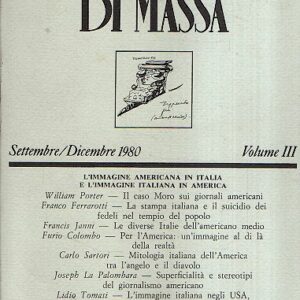 DI MASSA
Settembre/Dicembre 1980 Volume III
L'IMMAGINE AMERICANA IN ITALIA
E L'IMMAGINE ITALIANA IN AMERICA
William Porter — Il caso Moro sui giornali americani
Franco Ferrarotti — La stampa italiana e il suicidio dei
fedeli nel tempio del popolo
Francis Janni — Le diverse Italie dell'americano medio
Furio Colombo — Per l'America: un'immagine al di là
della realtà
Carlo Sartori — Mitologia italiana dell'America
tra l'angelo e il diavolo
Joseph La Palombara — Superficialità e stereotipi
del giornalismo americano
Lidio Tomasi — L'immagine italiana negli USA,